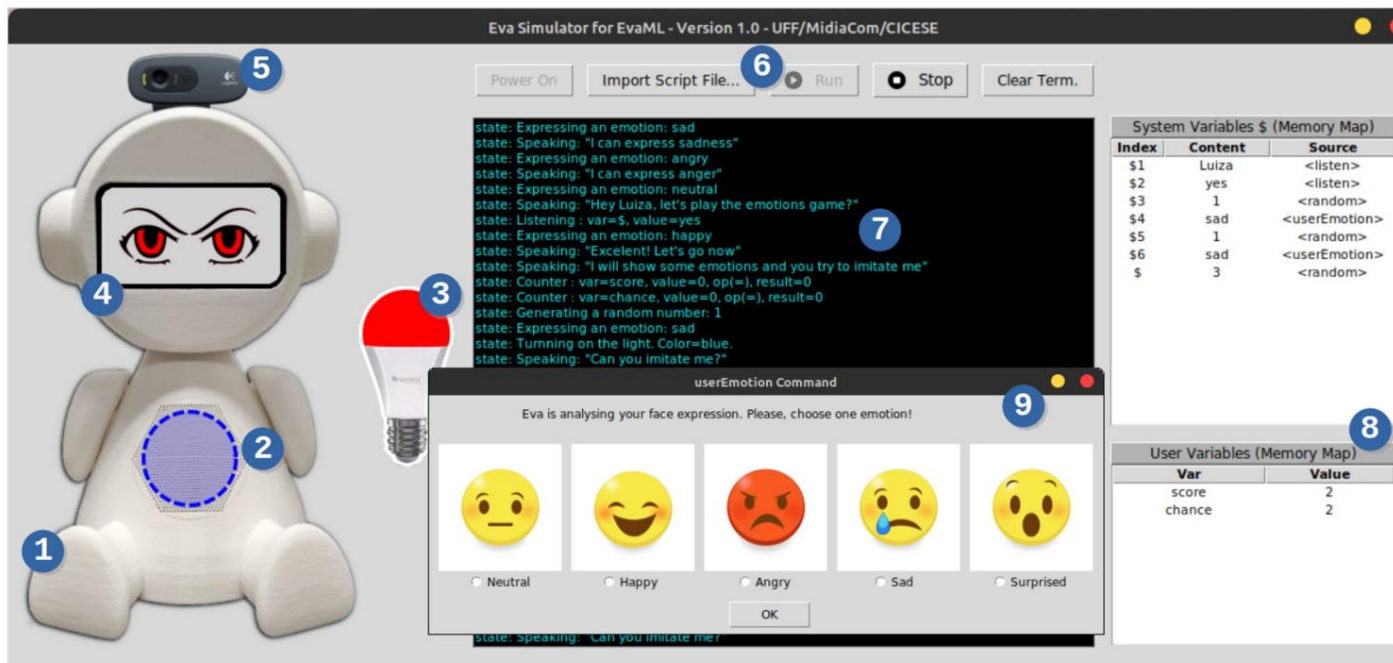 Eva Simulator for EvaML - Version 1.0 - UFF/MidiaCom/CICESE
5
6
Power On
Import Script File...
Run
Stop
Clear Term.
state: Expressing an emotion: sad
state: Speaking: "I can express sadness"
state: Expressing an emotion: angry
state: Speaking: "I can express anger"
state: Expressing an emotion: neutral
state: Speaking: "Hey Luiza, let's play the emotions game?"
state: Listening : var=$, value=yes
state: Expressing an emotion: happy
state: Speaking: "Excelent! Let's go now"
state: Speaking: "I will show some emotions and you try to imitate me"
state: Counter : var=score, value=0, op(=), result=0
state: Counter : var=chance, value=0, op(=), result=0
state: Generating a random number: 1
state: Expressing an emotion: sad
state: Turnning on the light. Color=blue.
state: Speaking: "Can you imitate me?"
7
System Variables $ (Memory Map)
Index Content Source
$1 Luiza <listen>
$2 yes <listen>
$3 1 <random>
$4 sad <userEmotion>
$5 1 <random>
$6 sad <userEmotion>
$ 3 <random>
4
3
2
1
userEmotion Command
9
Eva is analysing your face expression. Please, choose one emotion!
Neutral
Happy
Angry
Sad
Surprised
OK
8
User Variables (Memory Map)
Var Value
score 2
chance 2
state: Speaking: "Can you imitate me?"